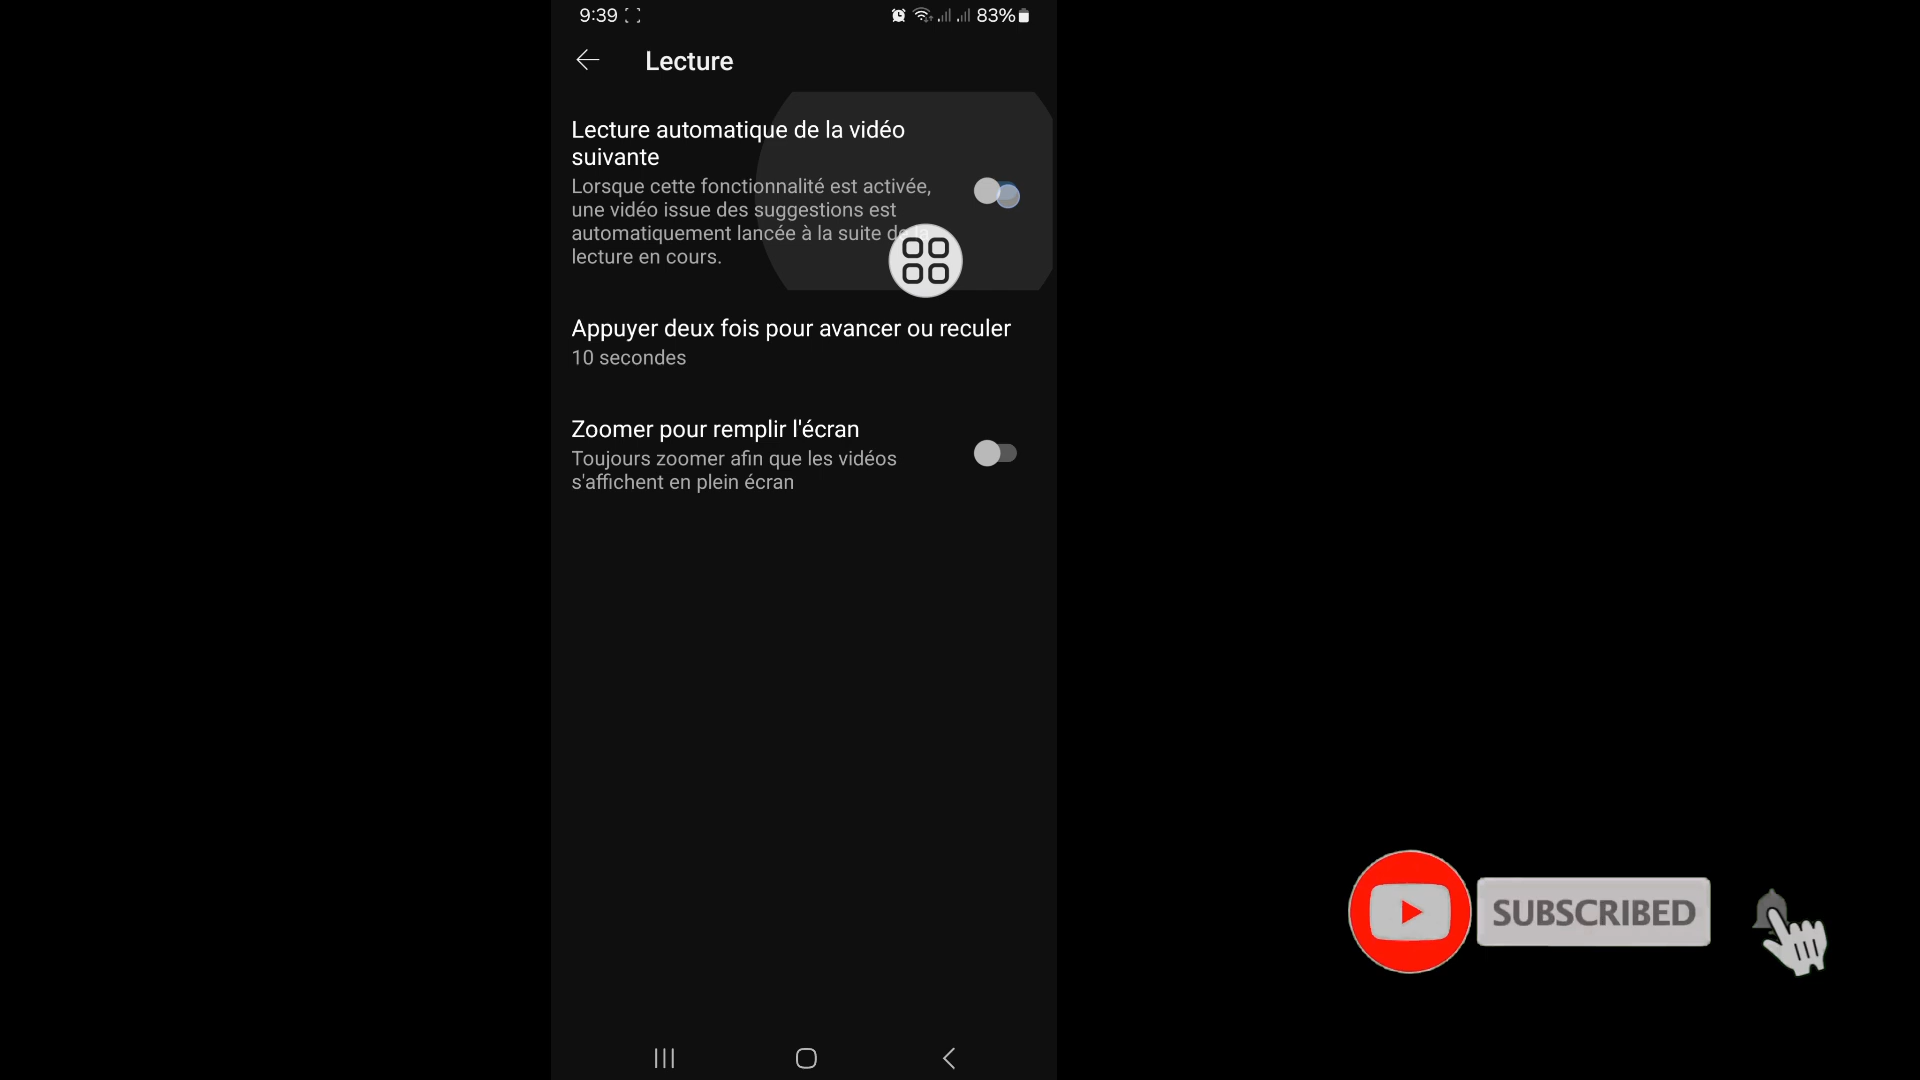 9:39
83%
Lecture
Lecture automatique de la vidéo
suivante
Lorsque cette fonctionnalité est activée,
une vidéo issue des suggestions est
automatiquement lancée à la suite de la
lecture en cours.
Appuyer deux fois pour avancer ou reculer
10 secondes
Zoomer pour remplir l'écran
Toujours zoomer afin que les vidéos
s'affichent en plein écran
SUBSCRIBED